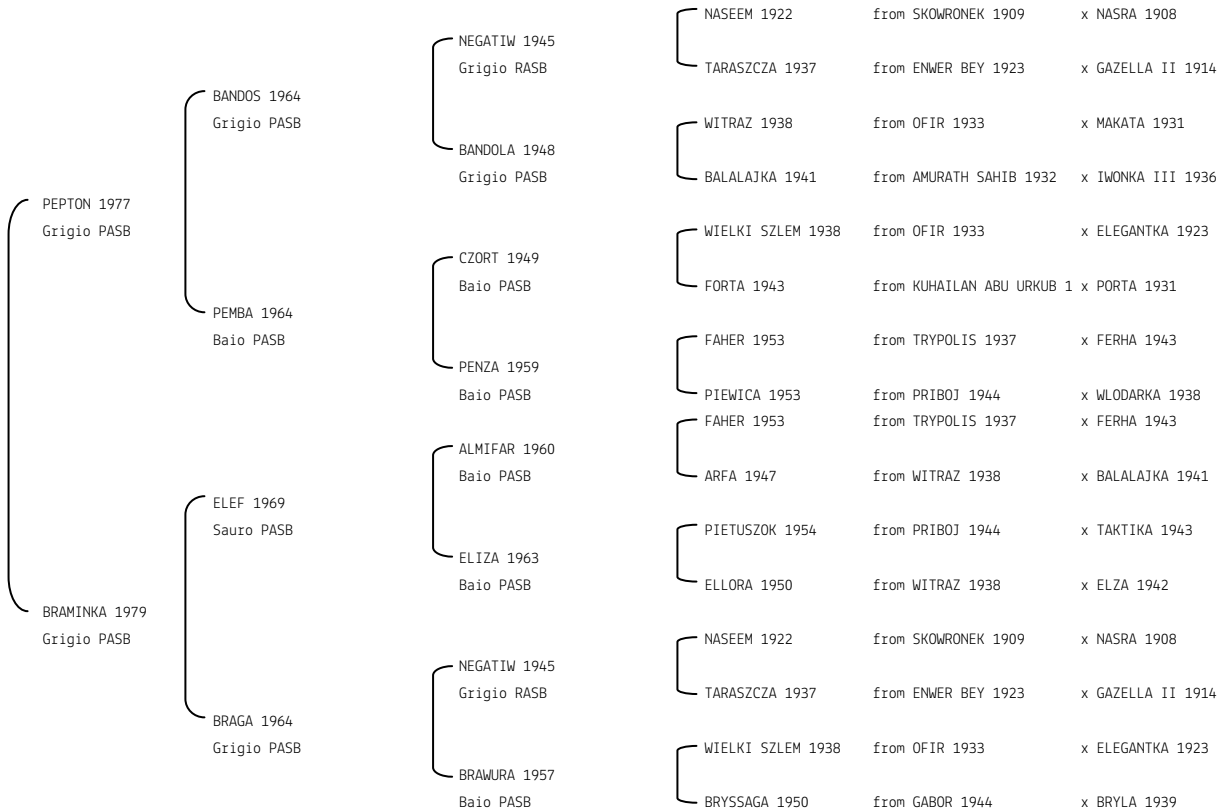 NASEEM 1922 from SKOWRONEK 1909 x NASRA 1908
NEGATIW 1945
Grigio RASB
TARASZCZA 1937 from ENWER BEY 1923 x GAZELLA II 1914
BANDOS 1964
Grigio PASB
WITRAZ 1938 from OFIR 1933 x MAKATA 1931
BANDOLA 1948
Grigio PASB
BALALAJKA 1941 from AMURATH SAHIB 1932 x IWONKA III 1936
PEPTON 1977
Grigio PASB
WIELKI SZLEM 1938 from OFIR 1933 x ELEGANTKA 1923
CZORT 1949
Baio PASB
FORTA 1943 from KUHAILAN ABU URKUB 1 x PORTA 1931
PEMBA 1964
Baio PASB
FAHER 1953 from TRYPOLIS 1937 x FERHA 1943
PENZA 1959
Baio PASB
PIEWICA 1953 from PRIBOJ 1944 x WLODARKA 1938
FAHER 1953 from TRYPOLIS 1937 x FERHA 1943
ALMIFAR 1960
Baio PASB
ARFA 1947 from WITRAZ 1938 x BALALAJKA 1941
ELEF 1969
Sauro PASB
PIETUSZOK 1954 from PRIBOJ 1944 x TAKTIKA 1943
ELIZA 1963
Baio PASB
ELLORA 1950 from WITRAZ 1938 x ELZA 1942
BRAMINKA 1979
Grigio PASB
NASEEM 1922 from SKOWRONEK 1909 x NASRA 1908
NEGATIW 1945
Grigio RASB
TARASZCZA 1937 from ENWER BEY 1923 x GAZELLA II 1914
BRAGA 1964
Grigio PASB
WIELKI SZLEM 1938 from OFIR 1933 x ELEGANTKA 1923
BRAWURA 1957
Baio PASB
BRYSSAGA 1950 from GABOR 1944 x BRYLA 1939